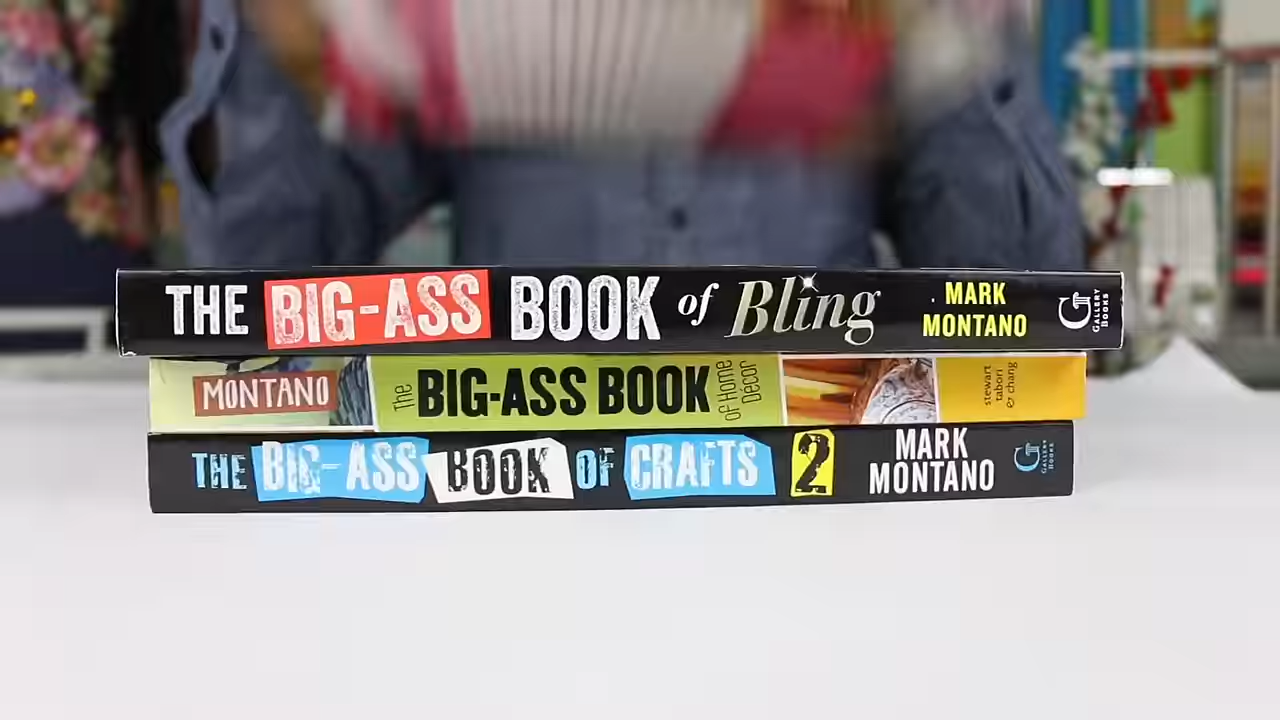 THE BIG-ASS BOOK of Bling
MARK
MONTANO
G
GALLERY
BOOKS
MONTANO
The
BIG-ASS BOOK
of Home
Decor
stewart
tabori
& chang
THE BIG-ASS BOOK OF CRAFTS 2
MARK
MONTANO
G
GALLERY
BOOKS